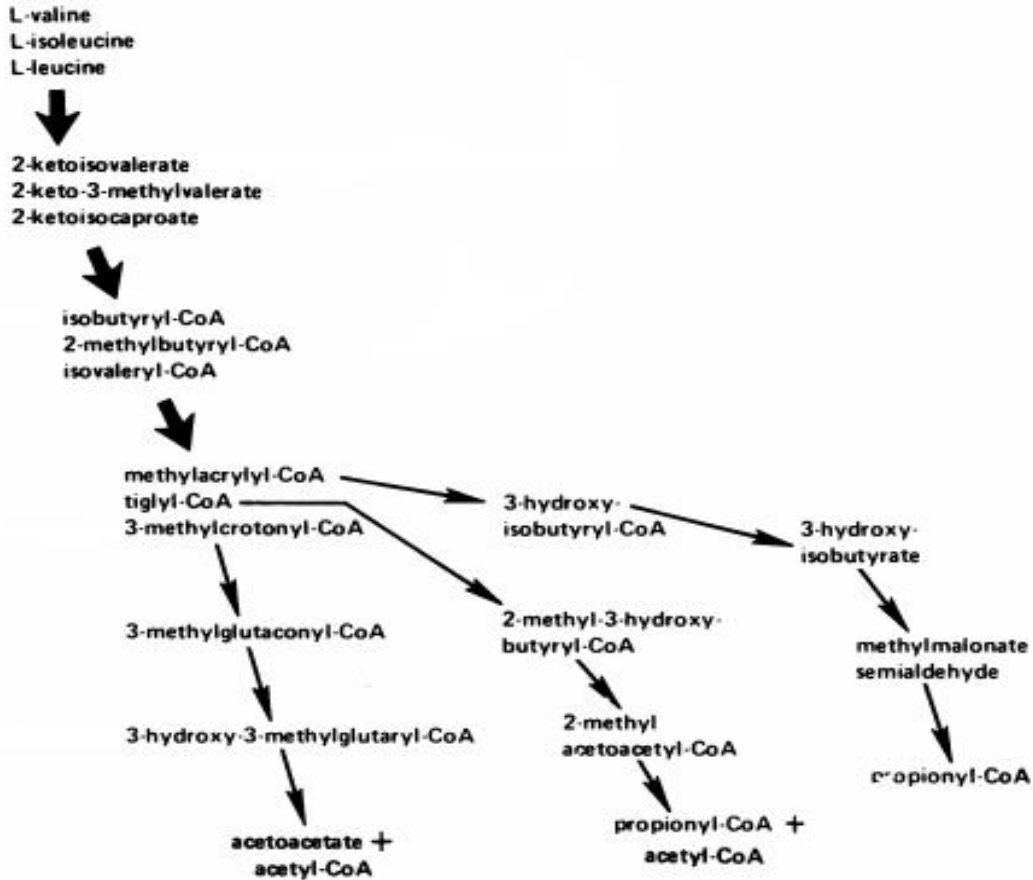 L-valine
L-isoleucine
L-leucine
2-ketoisovalerate
2-keto-3-methylvalerate
2-ketoisocaproate
isobutyryl-CoA
2-methylbutyryl-CoA
isovaleryl-CoA
methylacrylyl-CoA
tiglyl-CoA
3-methylcrotonyl-CoA
3-hydroxy-
isobutyryl-CoA
3-hydroxy-
isobutyrate
3-methylglutaconyl-CoA
2-methyl-3-hydroxy-
butyryl-CoA
methylmalonate
semialdehyde
3-hydroxy-3-methylglutaryl-CoA
2-methyl
acetoacetyl-CoA
propionyl-CoA
acetoacetate +
acetyl-CoA
propionyl-CoA +
acetyl-CoA